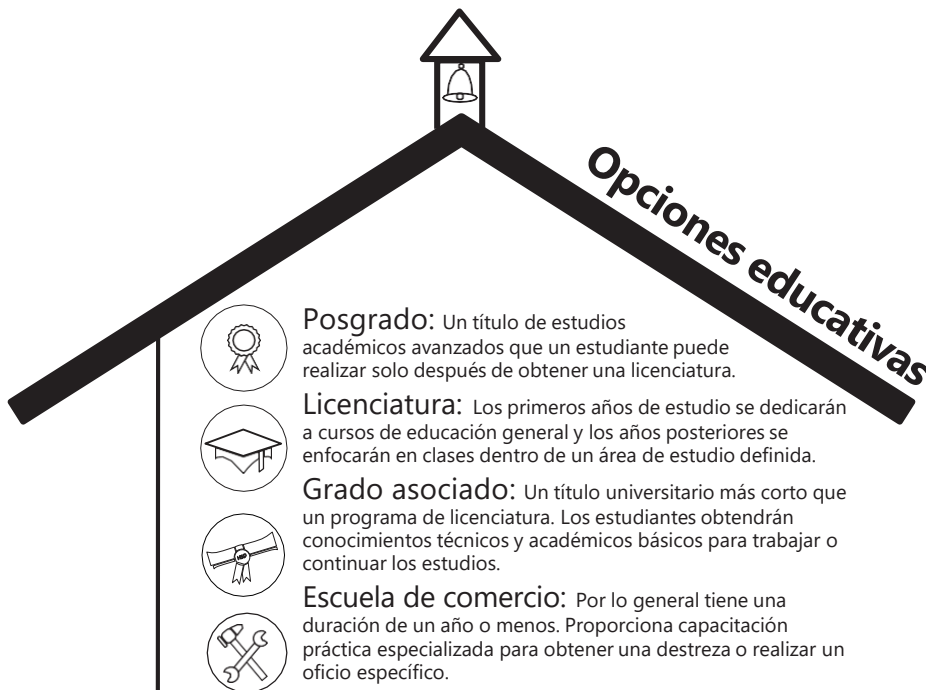 Opciones educativas
Posgrado: Un título de estudios
académicos avanzados que un estudiante puede
realizar solo después de obtener una licenciatura.
Licenciatura: Los primeros años de estudio se dedicarán
a cursos de educación general y los años posteriores se
enfocarán en clases dentro de un área de estudio definida.
Grado asociado: Un título universitario más corto que
un programa de licenciatura. Los estudiantes obtendrán
conocimientos técnicos y académicos básicos para trabajar o
continuar los estudios.
Escuela de comercio: Por lo general tiene una
duración de un año o menos. Proporciona capacitación
práctica especializada para obtener una destreza o realizar un
oficio específico.